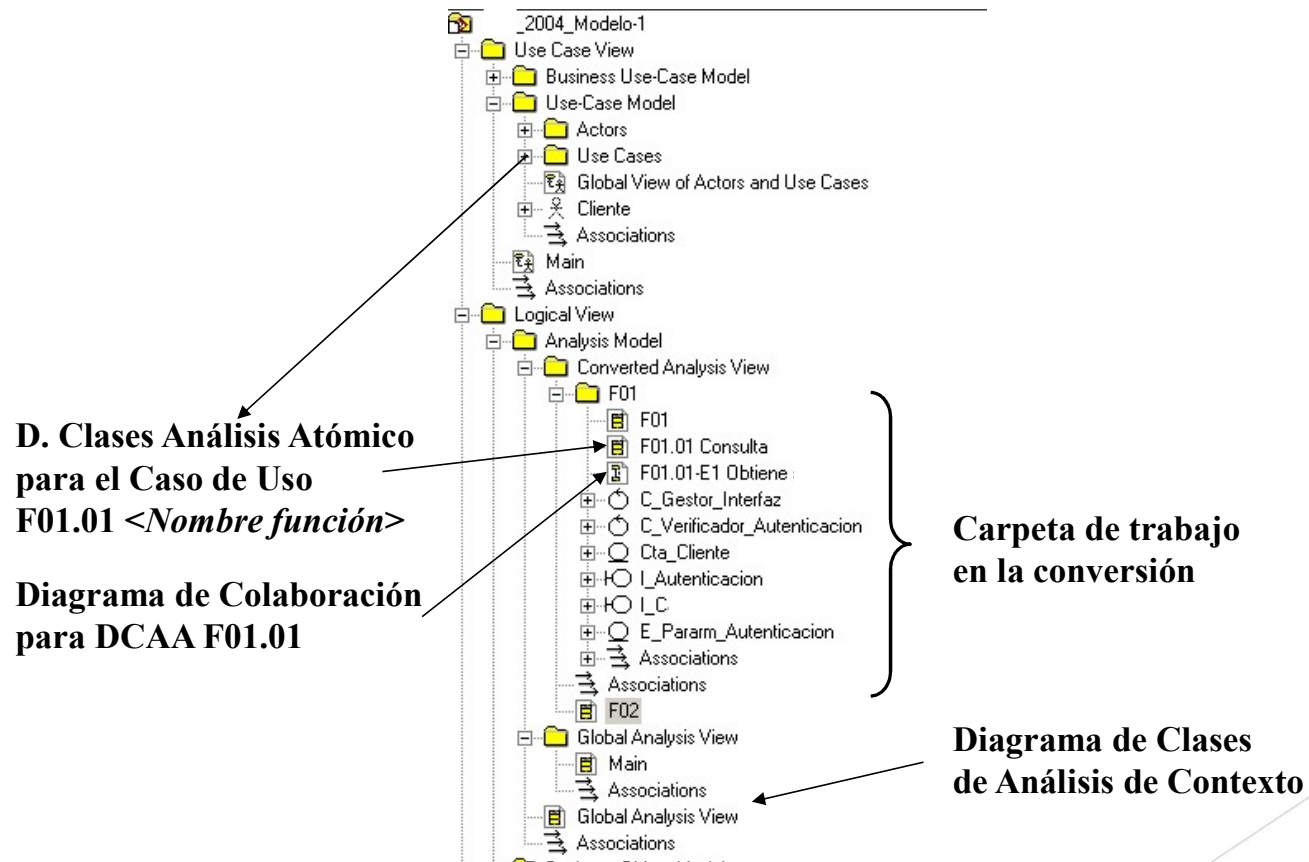 _2004_Modelo-1
Use Case View
Business Use-Case Model
Use-Case Model
Actors
Use Cases
Global View of Actors and Use Cases
Cliente
Associations
Main
Associations
Logical View
Analysis Model
Converted Analysis View
F01
F01
F01.01 Consulta
F01.01-E1 Obtiene
C_Gestor_Interfaz
C_Verificador_Autenticacion
Cta_Cliente
I_Autenticacion
I_C
E_Pararm_Autenticacion
Associations
Associations
F02
Global Analysis View
Main
Associations
Global Analysis View
Associations
D. Clases Análisis Atómico
para el Caso de Uso
F01.01 <Nombre función>
Diagrama de Colaboración
para DCAA F01.01
Carpeta de trabajo
en la conversión
Diagrama de Clases
de Análisis de Contexto